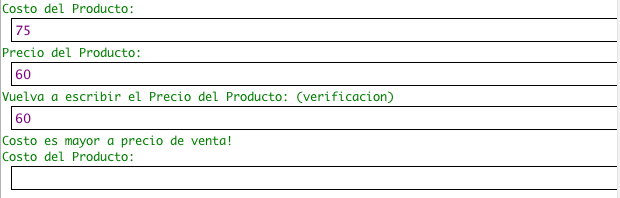 Costo del Producto:
75
Precio del Producto:
60
Vuelva a escribir el Precio del Producto: (verificacion)
60
Costo es mayor a precio de venta!
Costo del Producto: